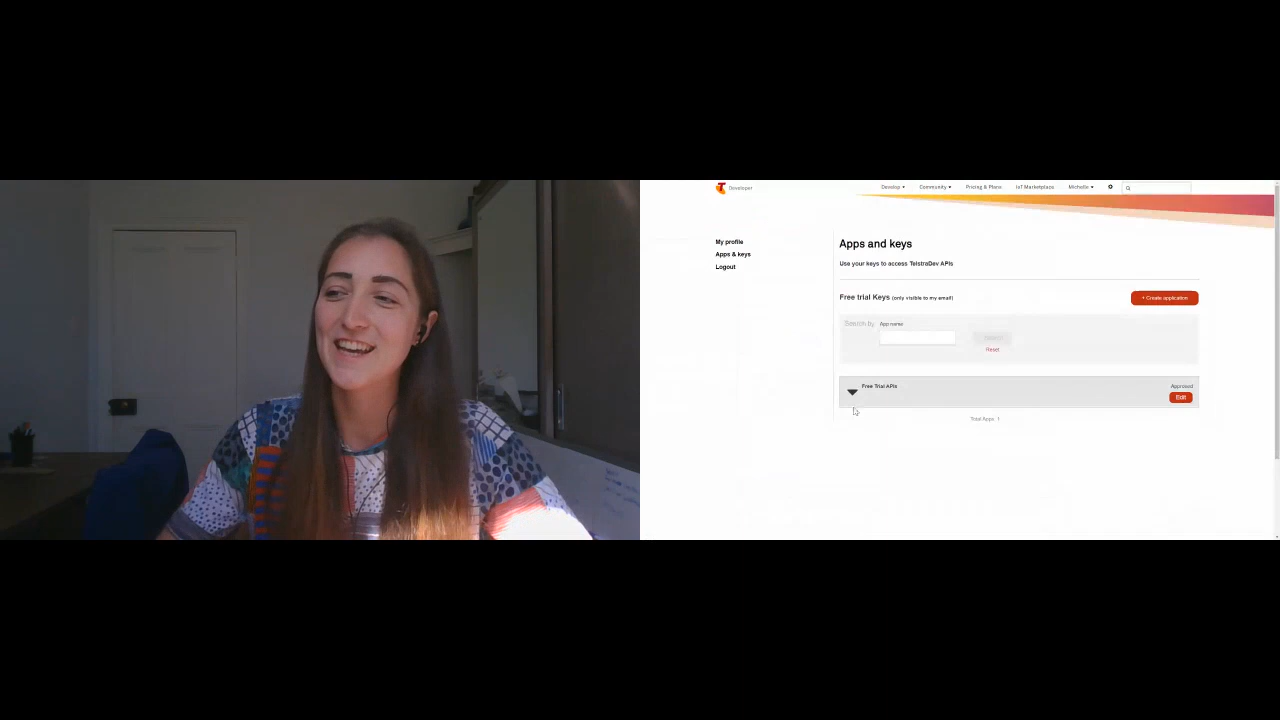 Developer
Develop
Community
Pricing & Plans
IoT Marketplace
Michelle
My profile
Apps & keys
Logout
Apps and keys
Use your keys to access TelstraDev APIs
Free trial Keys (only visible to my email)
+ Create application
Search by
App name
Reset
Free Trial APIs
Approved
Edit
Total Apps 1